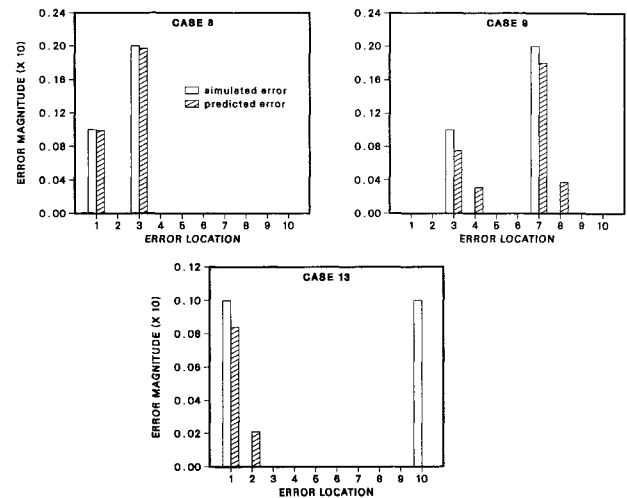 CASE 8
ERROR MAGNITUDE (X 10)
0.24
0.20
0.16
0.12
0.08
0.04
0.00
simulated error
predicted error
1 2 3 4 5 6 7 8 9 10
ERROR LOCATION
CASE 9
ERROR MAGNITUDE (X 10)
0.24
0.20
0.16
0.12
0.08
0.04
0.00
1 2 3 4 5 6 7 8 9 10
ERROR LOCATION
CASE 13
ERROR MAGNITUDE (X 10)
0.12
0.10
0.08
0.06
0.04
0.02
0.00
1 2 3 4 5 6 7 8 9 10
ERROR LOCATION